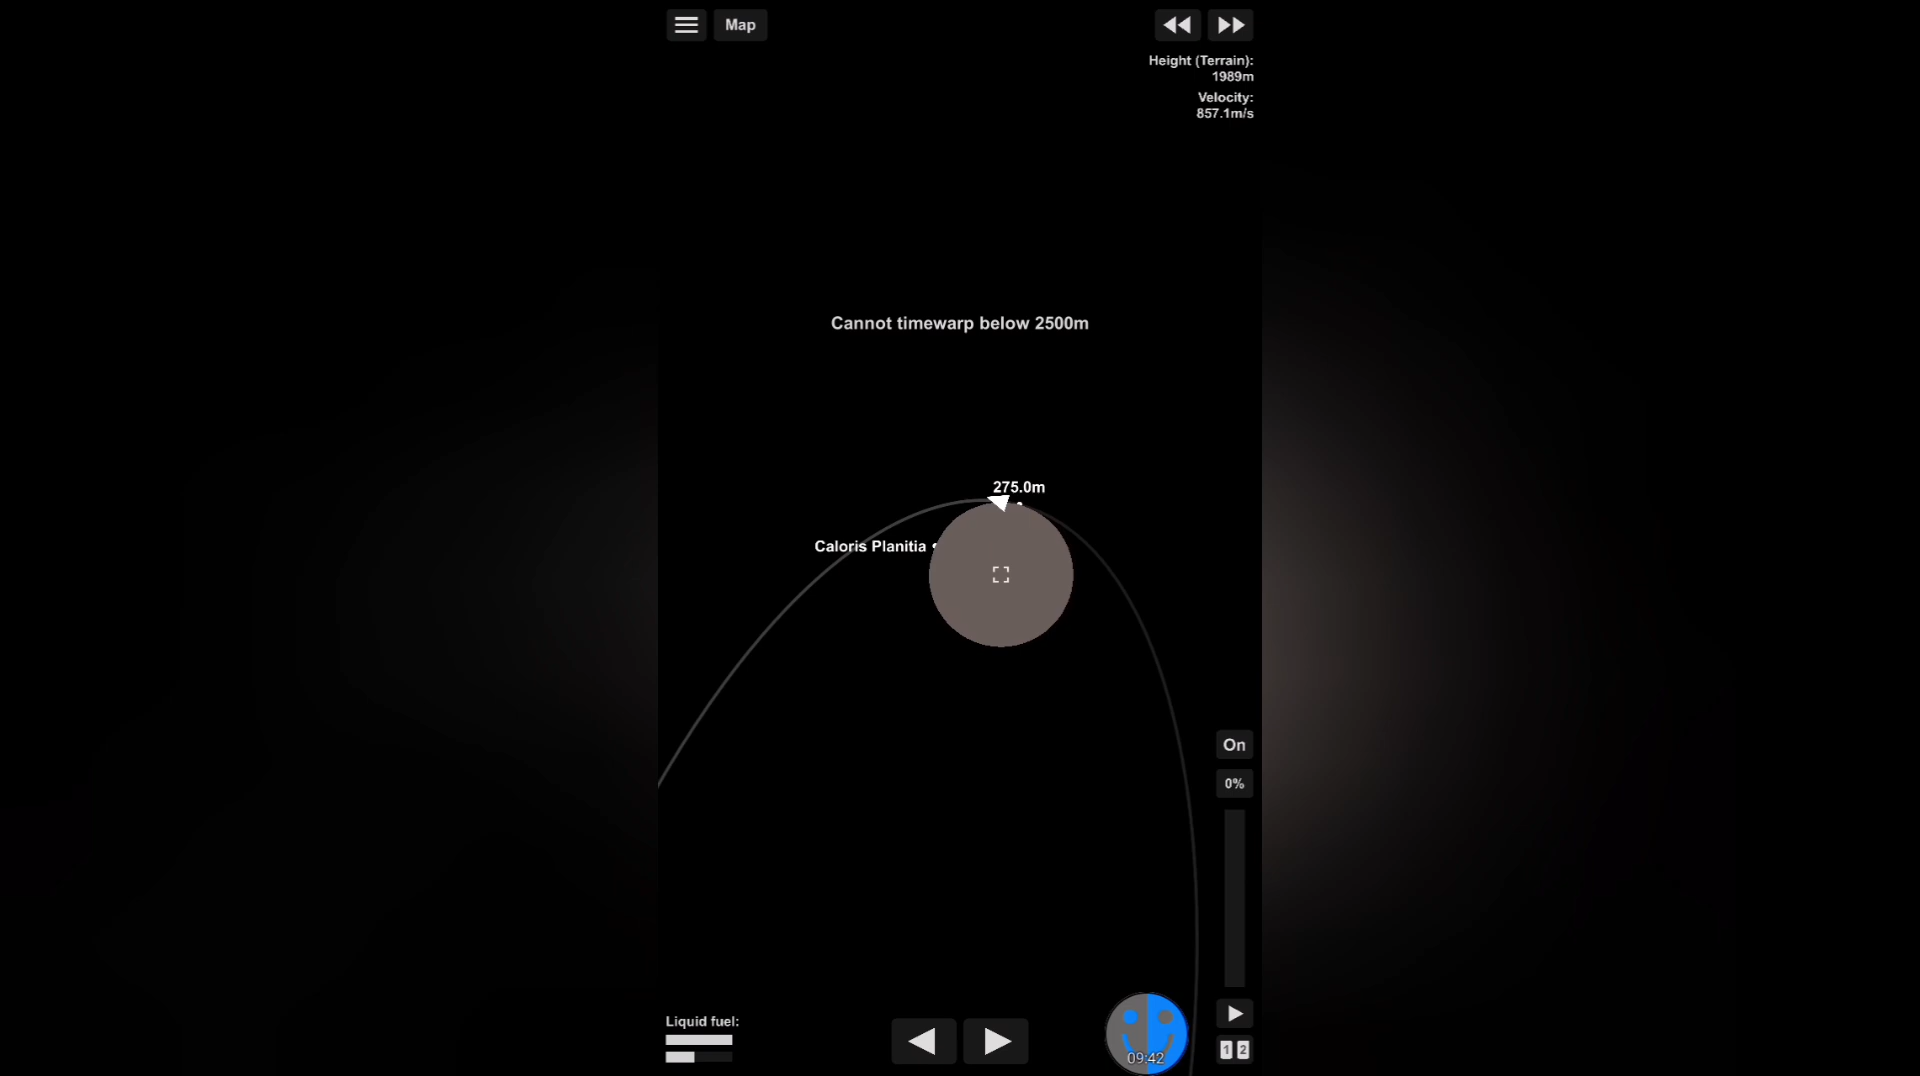 Map
Height (Terrain):
1989m
Velocity:
857.1m/s
Cannot timewarp below 2500m
275.0m
Caloris Planitia
On
0%
Liquid fuel:
09:42
1 2